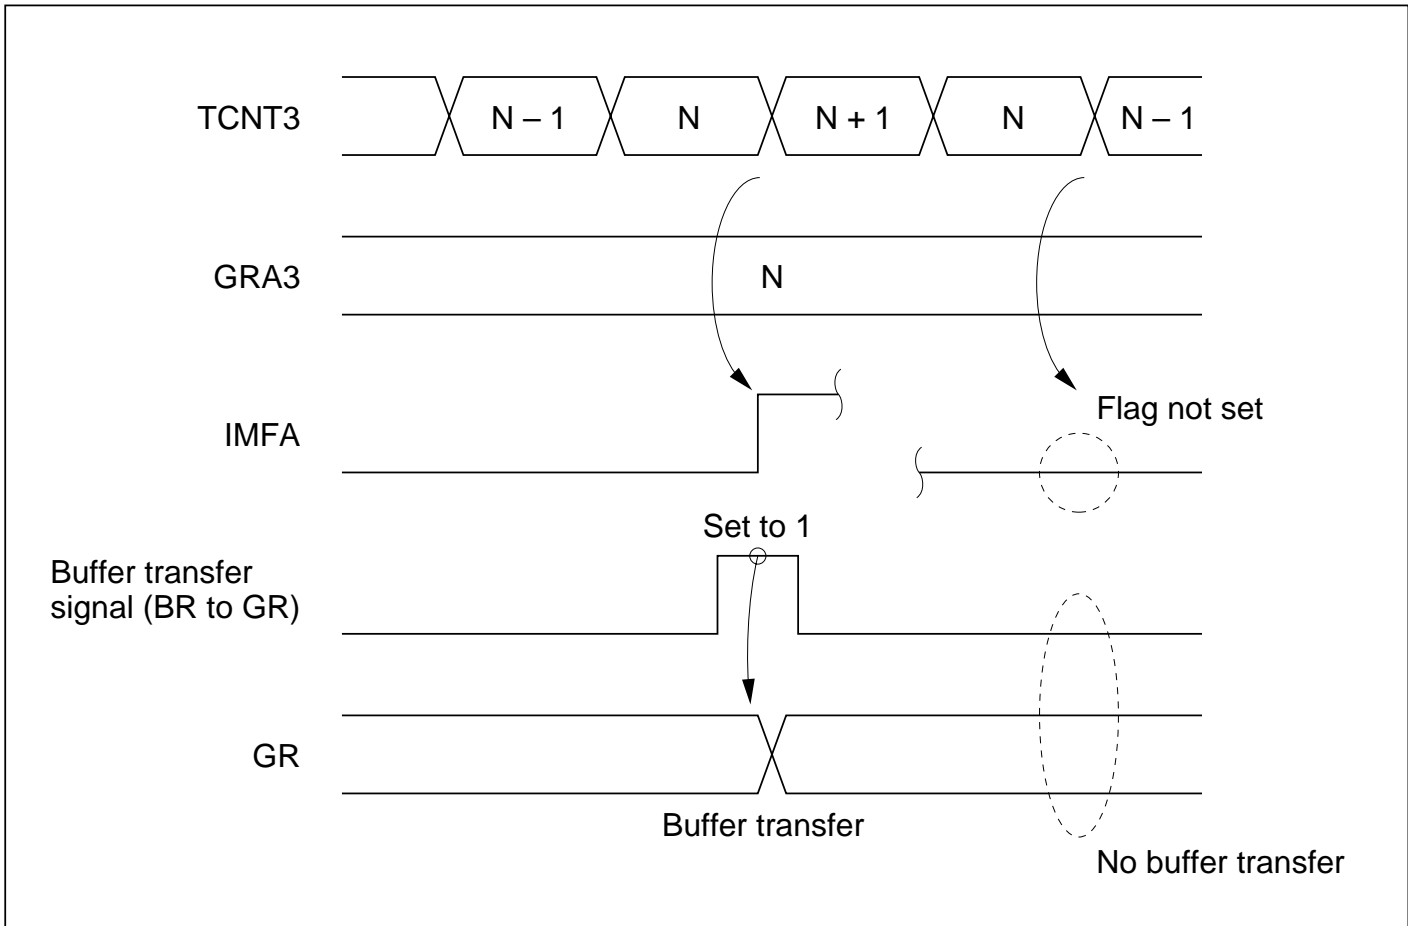 TCNT3 N – 1 N N + 1 N N – 1
GRA3 N
IMFA Flag not set
Set to 1
Buffer transfer
signal (BR to GR)
GR
Buffer transfer
No buffer transfer